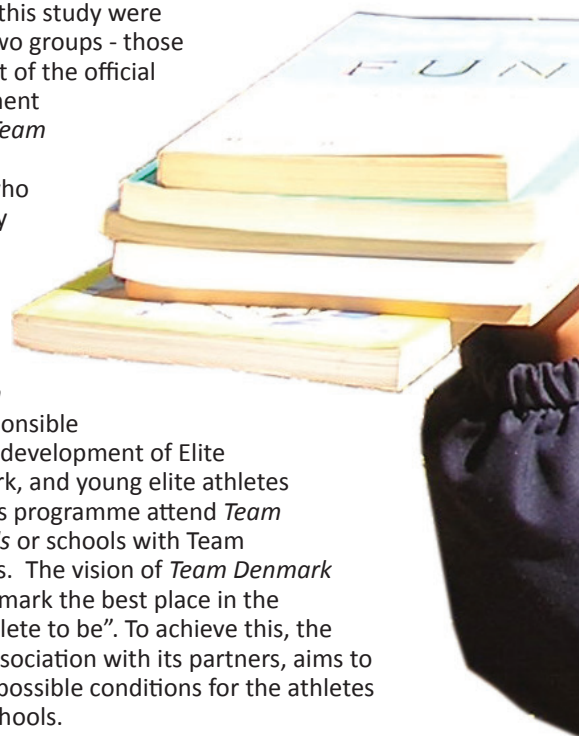 this study were
wo groups - those
t of the official
nent
Team
who
y
onsible
development of Elite
rk, and young elite athletes
s programme attend Team
s or schools with Team
s. The vision of Team Denmark
mark the best place in the
lete to be”. To achieve this, the
sociation with its partners, aims to
possible conditions for the athletes
hools.
FUN